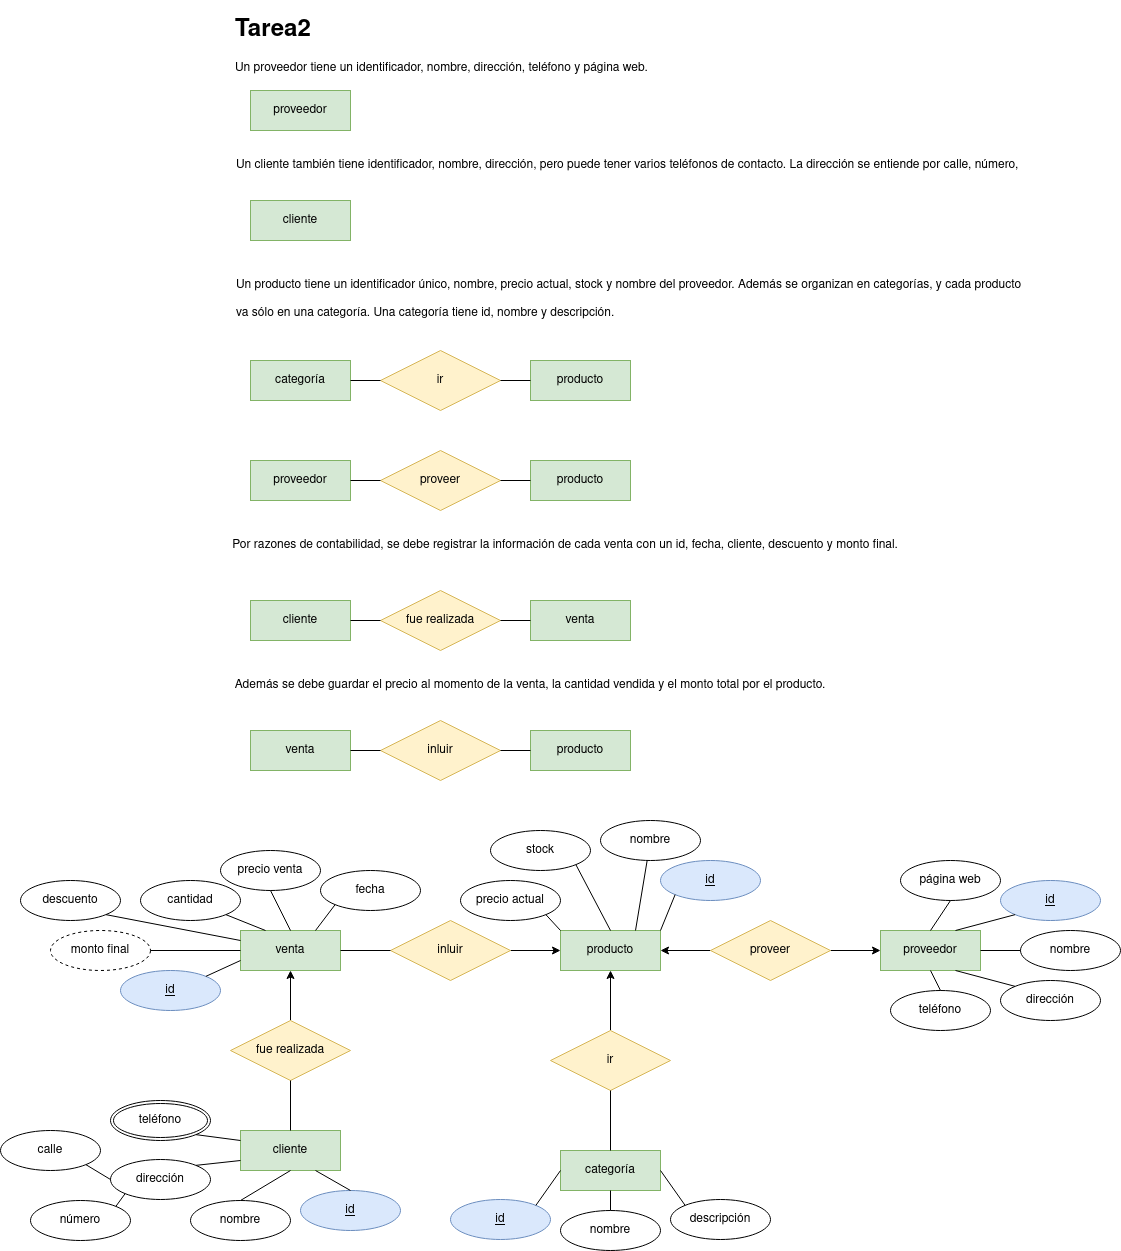 Tarea2
Un proveedor tiene un identificador, nombre, dirección, teléfono y página web.
proveedor
Un cliente también tiene identificador, nombre, dirección, pero puede tener varios teléfonos de contacto. La dirección se entiende por calle, número,
cliente
Un producto tiene un identificador único, nombre, precio actual, stock y nombre del proveedor. Además se organizan en categorías, y cada producto
va sólo en una categoría. Una categoría tiene id, nombre y descripción.
categoría
ir
producto
proveedor
proveer
producto
Por razones de contabilidad, se debe registrar la información de cada venta con un id, fecha, cliente, descuento y monto final.
cliente
fue realizada
venta
Además se debe guardar el precio al momento de la venta, la cantidad vendida y el monto total por el producto.
venta
inluir
producto
descuento
cantidad
precio venta
fecha
monto final
id
venta
inluir
stock
nombre
precio actual
id
producto
proveer
página web
id
proveedor
nombre
dirección
teléfono
fue realizada
ir
teléfono
calle
dirección
número
cliente
nombre
id
categoría
id
nombre
descripción